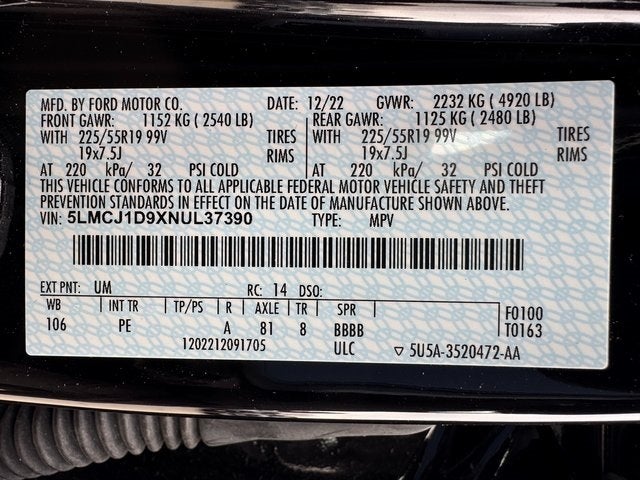 MFD. BY FORD MOTOR CO. DATE: 12/22 GVWR: 2232 KG ( 4920 LB)
FRONT GAWR: 1152 KG ( 2540 LB) REAR GAWR: 1125 KG ( 2480 LB)
WITH 225/55R19 99V TIRES WITH 225/55R19 99V TIRES
19x7.5J RIMS 19x7.5J RIMS
AT 220 kPa/ 32 PSI COLD AT 220 kPa/ 32 PSI COLD
THIS VEHICLE CONFORMS TO ALL APPLICABLE FEDERAL MOTOR VEHICLE SAFETY AND THEFT
PREVENTION STANDARDS IN EFFECT ON THE DATE OF MANUFACTURE SHOWN ABOVE.
VIN: 5LMCJ1D9XNUL37390 TYPE: MPV
EXT PNT: UM RC: 14 DSO:
WB INT TR TP/PS R AXLE TR SPR F0100
106 PE A 81 8 BBBB T0163
1202212091705 ULC ▽ 5U5A-3520472-AA